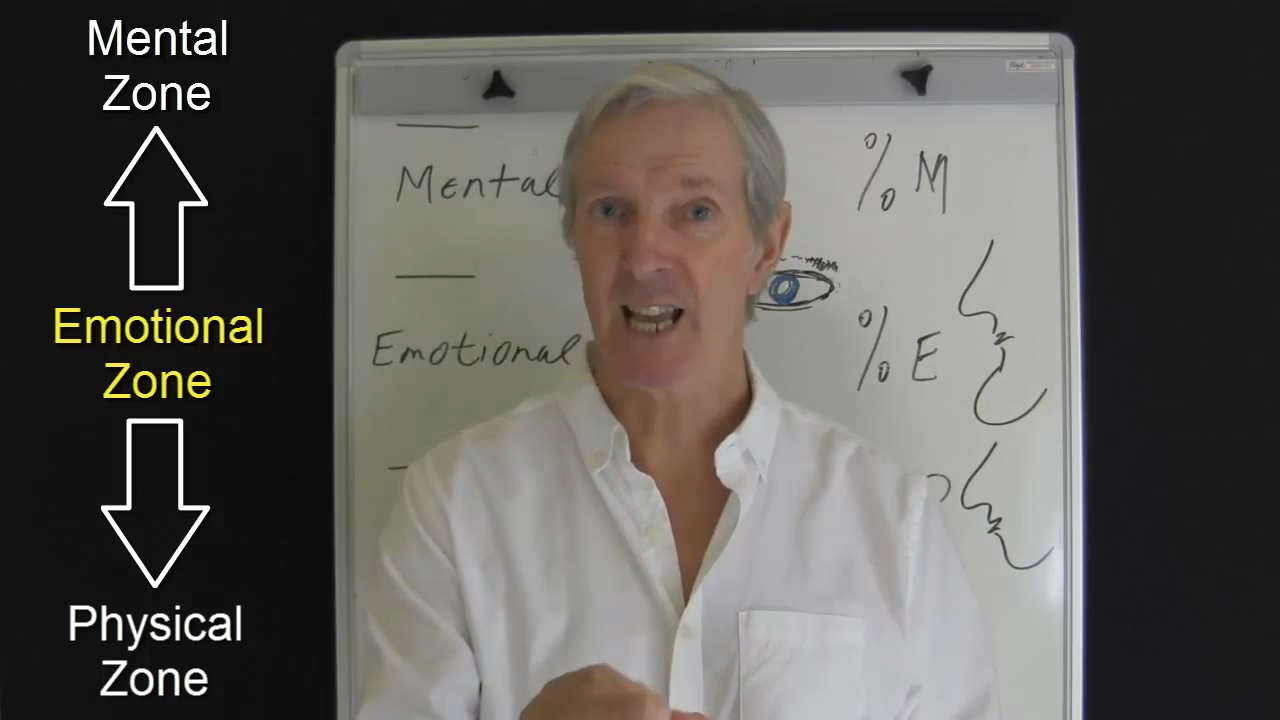 Mental
Zone
Emotional
Zone
Physical
Zone
Mental
% M
Emotional
% E